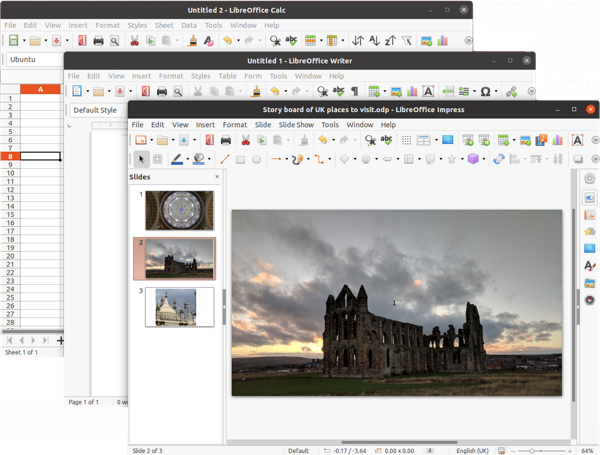 Untitled 2 - LibreOffice Calc
File Edit View Insert Format Styles Sheet Data Tools Window Help
Ubuntu
A
1
2
3
4
5
6
7
8
9
10
11
12
13
14
15
16
17
18
19
20
21
22
23
24
25
26
27
28
Sheet 1 of 1
Untitled 1 - LibreOffice Writer
File Edit View Insert Format Styles Table Form Tools Window Help
Default Style
Page 1 of 1
Story board of UK places to visit.odp - LibreOffice Impress
File Edit View Insert Format Slide Slide Show Tools Window Help
Slides
1
2
3
Slide 2 of 3 Default -0.17 / -3.64 0.00 x 0.00 English (UK) 64%